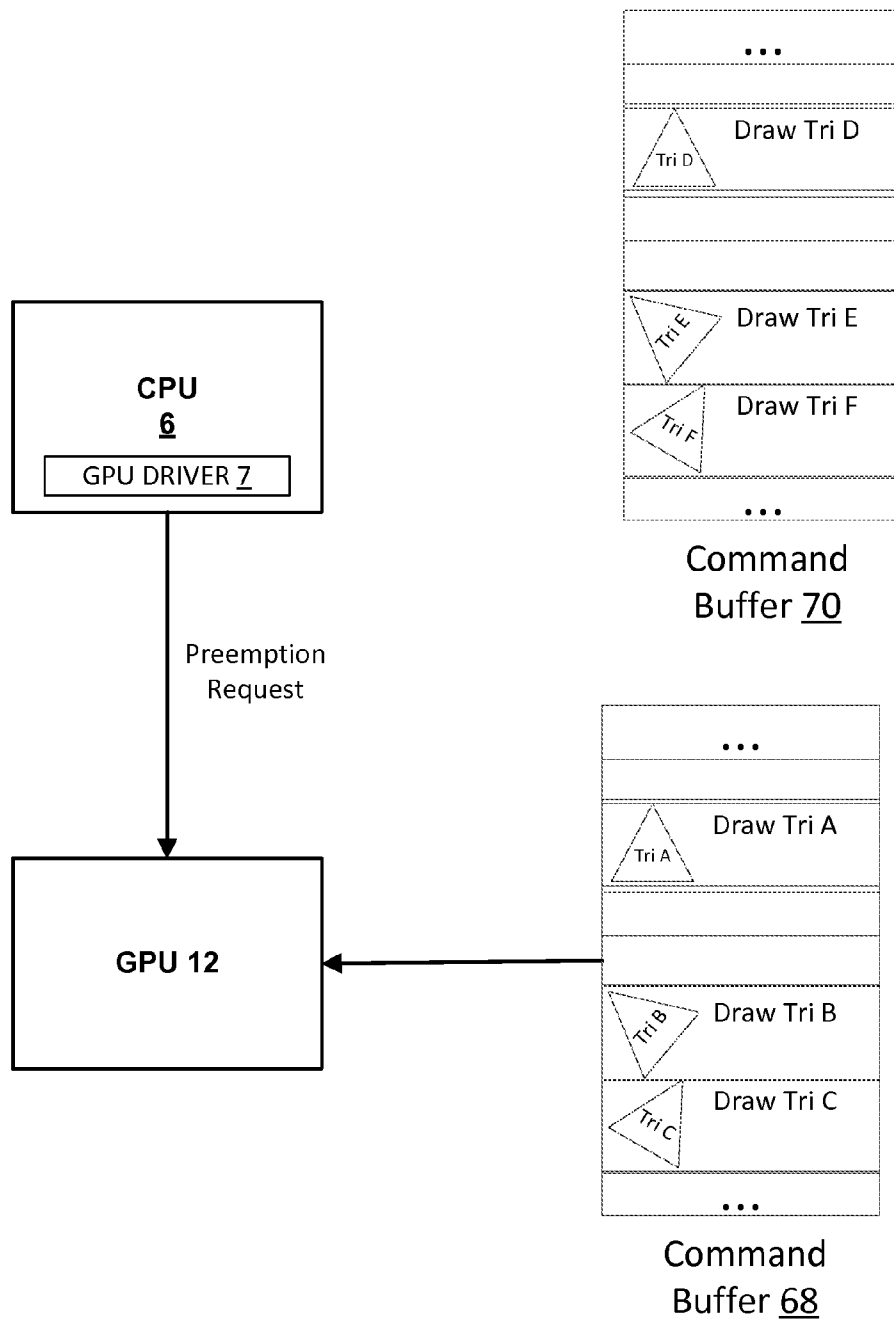 ...
Draw Tri D
Tri D
Draw Tri E
Tri E
Draw Tri F
Tri F
...
Command
Buffer 70
CPU
6
GPU DRIVER 7
Preemption
Request
GPU 12
...
Draw Tri A
Tri A
Draw Tri B
Tri B
Draw Tri C
Tri C
...
Command
Buffer 68